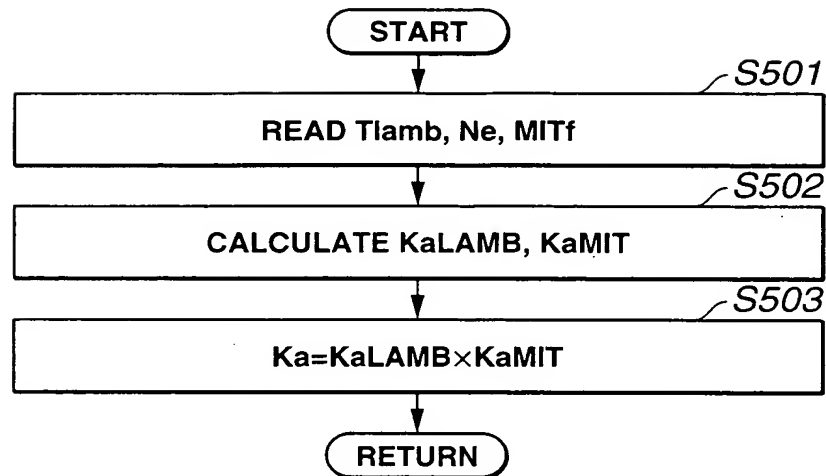 START
S501
READ Tlamb, Ne, MITf
S502
CALCULATE KaLAMB, KaMIT
S503
Ka=KaLAMB×KaMIT
RETURN